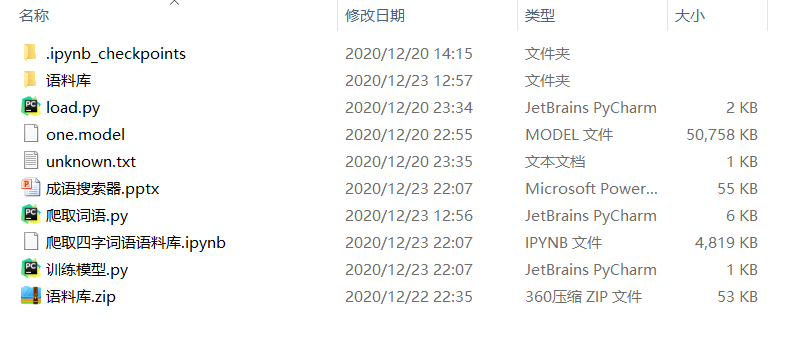 名称 修改日期 类型 大小
.ipynb_checkpoints 2020/12/20 14:15 文件夹
语料库 2020/12/23 12:57 文件夹
load.py 2020/12/20 23:34 JetBrains PyCharm 2 KB
one.model 2020/12/20 22:55 MODEL 文件 50,758 KB
unknown.txt 2020/12/20 23:35 文本文档 1 KB
成语搜索器.pptx 2020/12/23 22:07 Microsoft Power... 55 KB
爬取词语.py 2020/12/23 12:56 JetBrains PyCharm 6 KB
爬取四字词语语料库.ipynb 2020/12/23 22:07 IPYNB 文件 4,819 KB
训练模型.py 2020/12/23 22:07 JetBrains PyCharm 1 KB
语料库.zip 2020/12/22 22:35 360压缩 ZIP 文件 53 KB